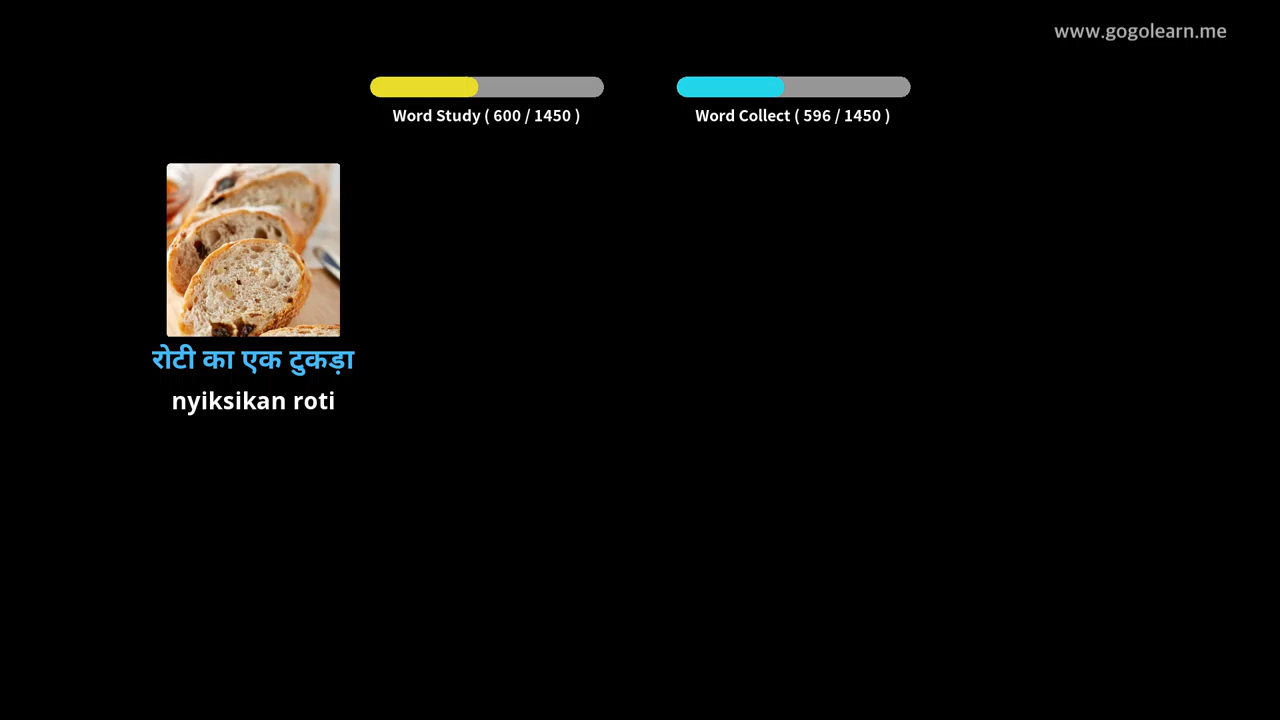 www.gogolearn.me
Word Study ( 600 / 1450 )
Word Collect ( 596 / 1450 )
रोटी का एक टुकड़ा
nyiksikan roti